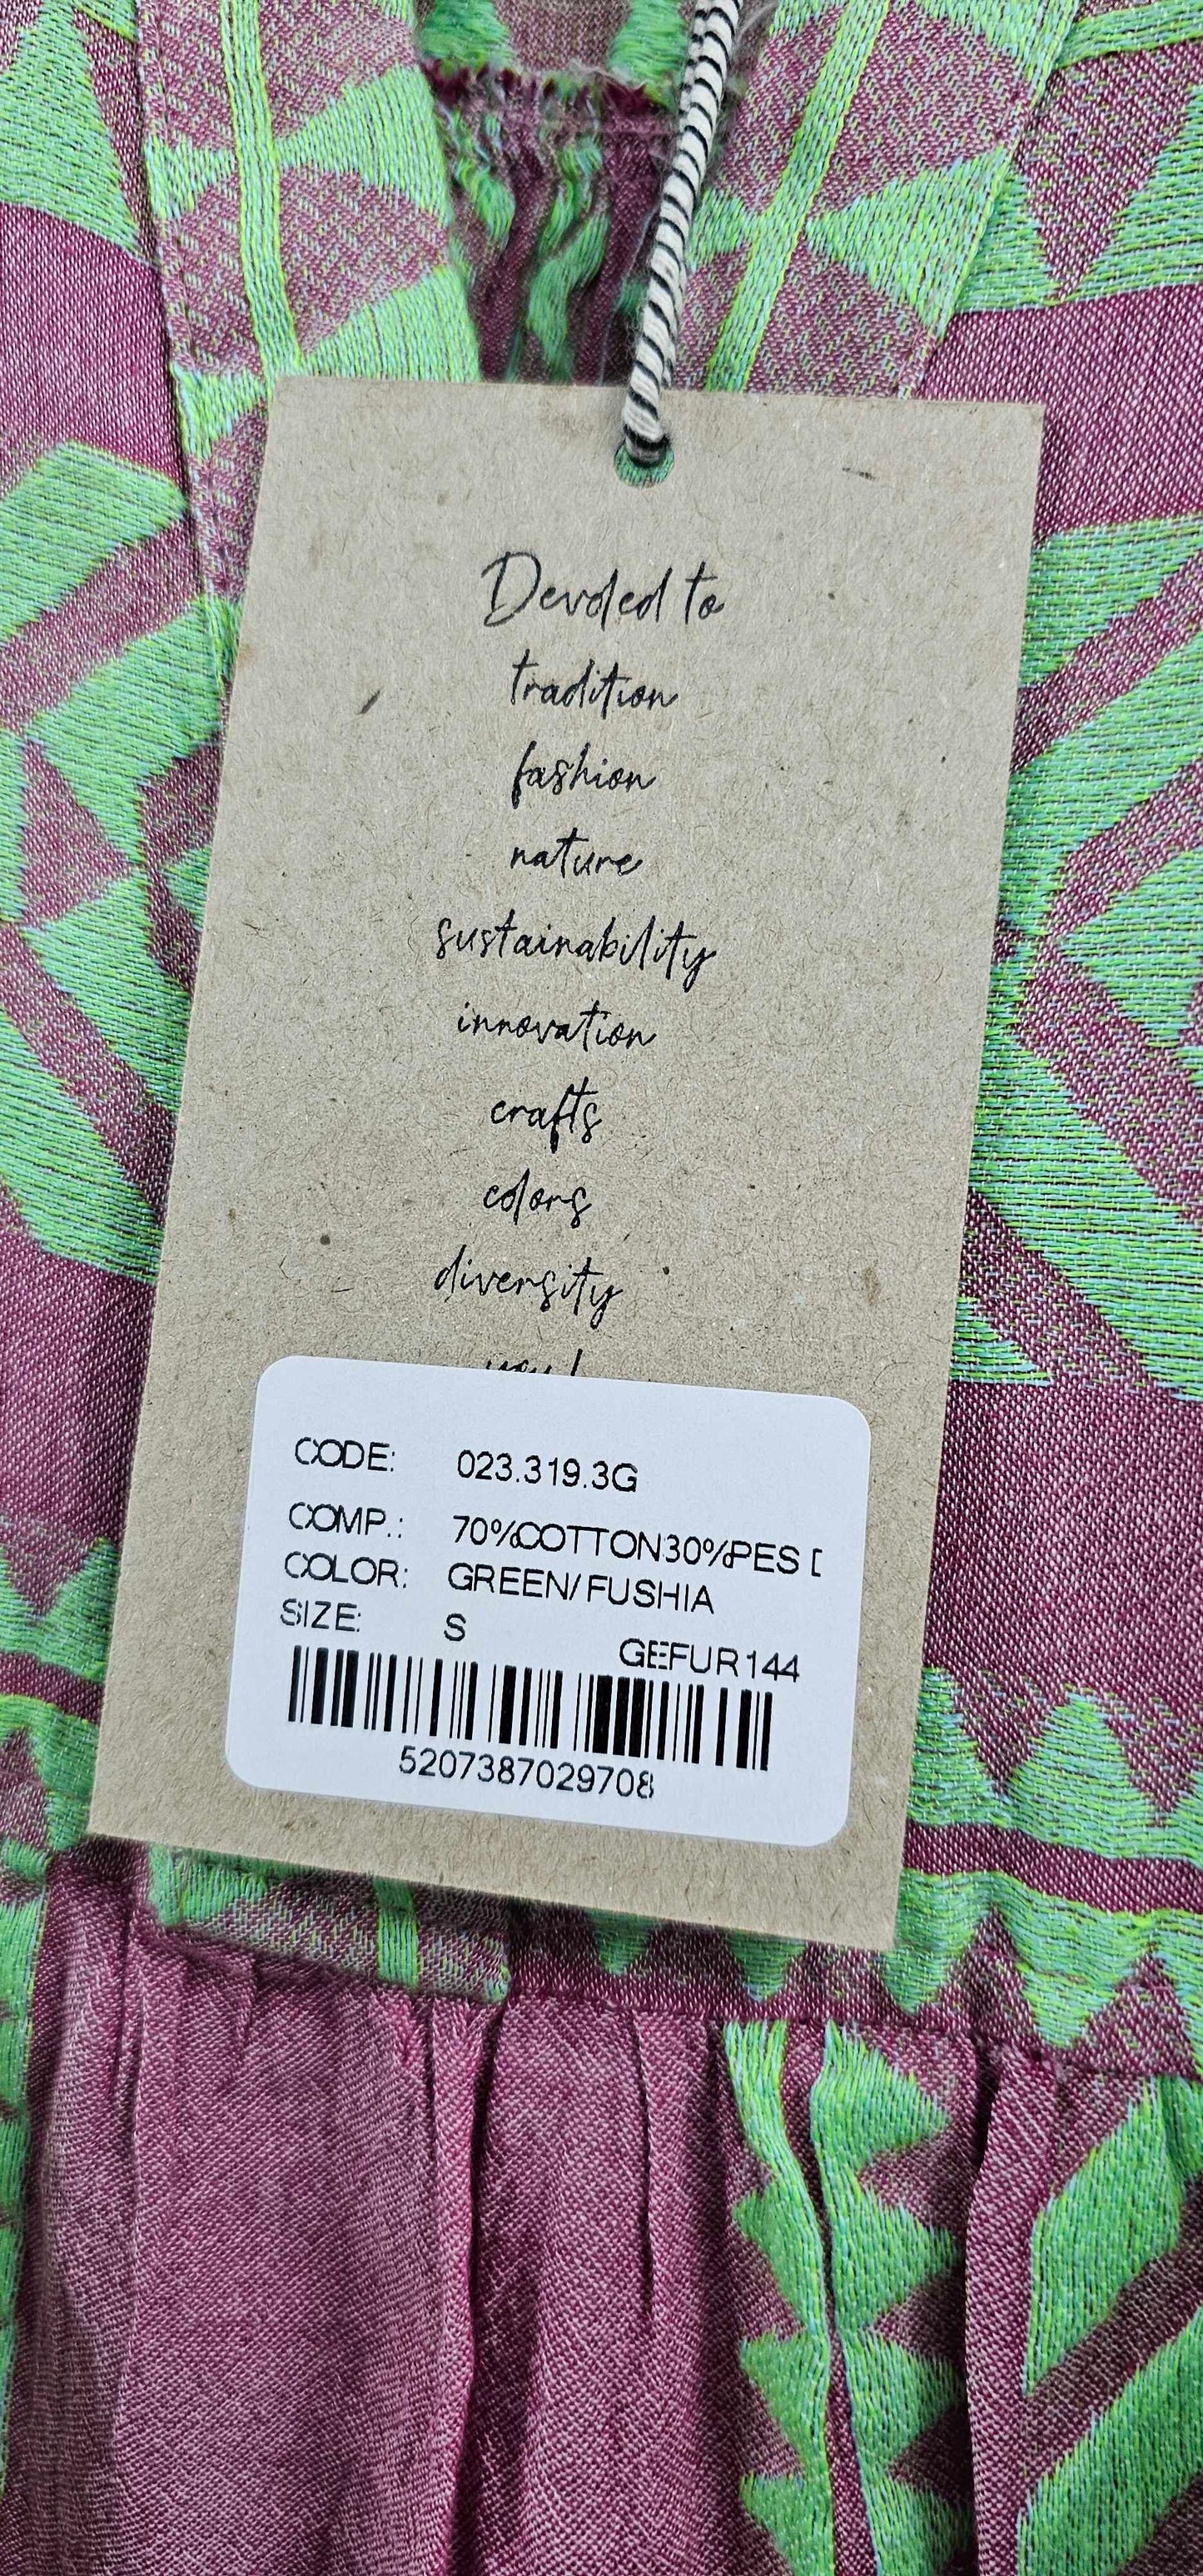 Devoted to
tradition
fashion
nature
sustainability
innovation
crafts
colors
diversity
you!
CODE: 023.319.3G
COMP.: 70%COTTON30%PES [
COLOR: GREEN/FUSHIA
SIZE: S
GEFUR144
5207387029708